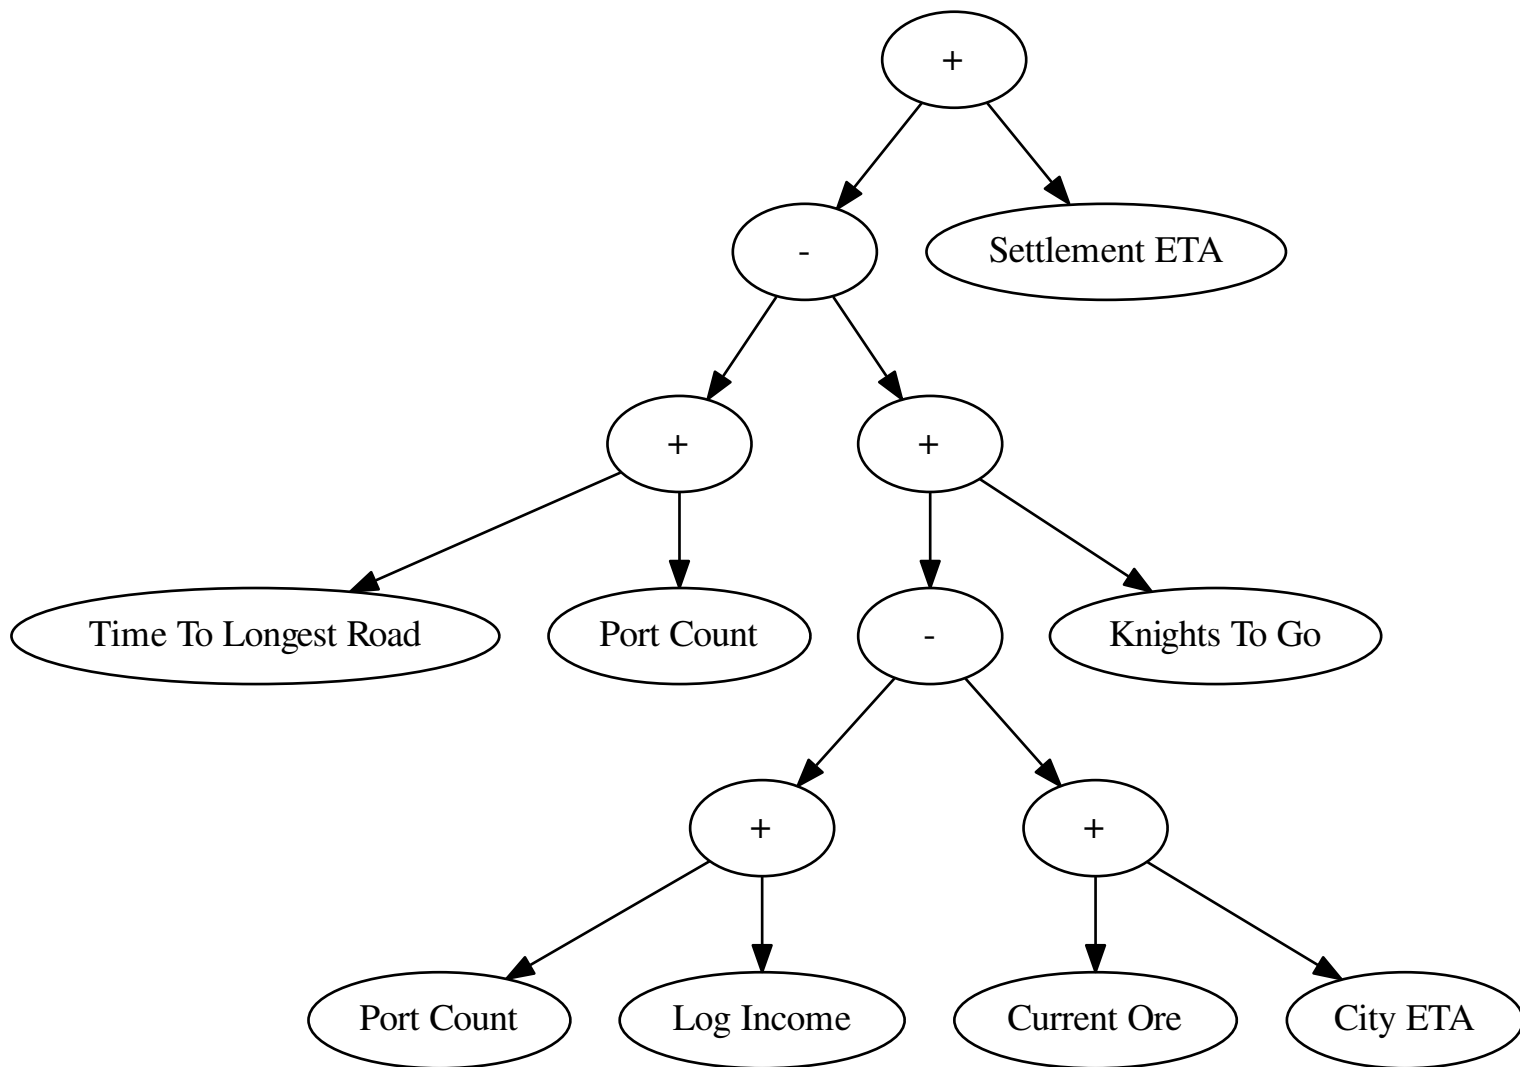 +
-
Settlement ETA
+
+
Time To Longest Road
Port Count
-
Knights To Go
+
+
Port Count
Log Income
Current Ore
City ETA